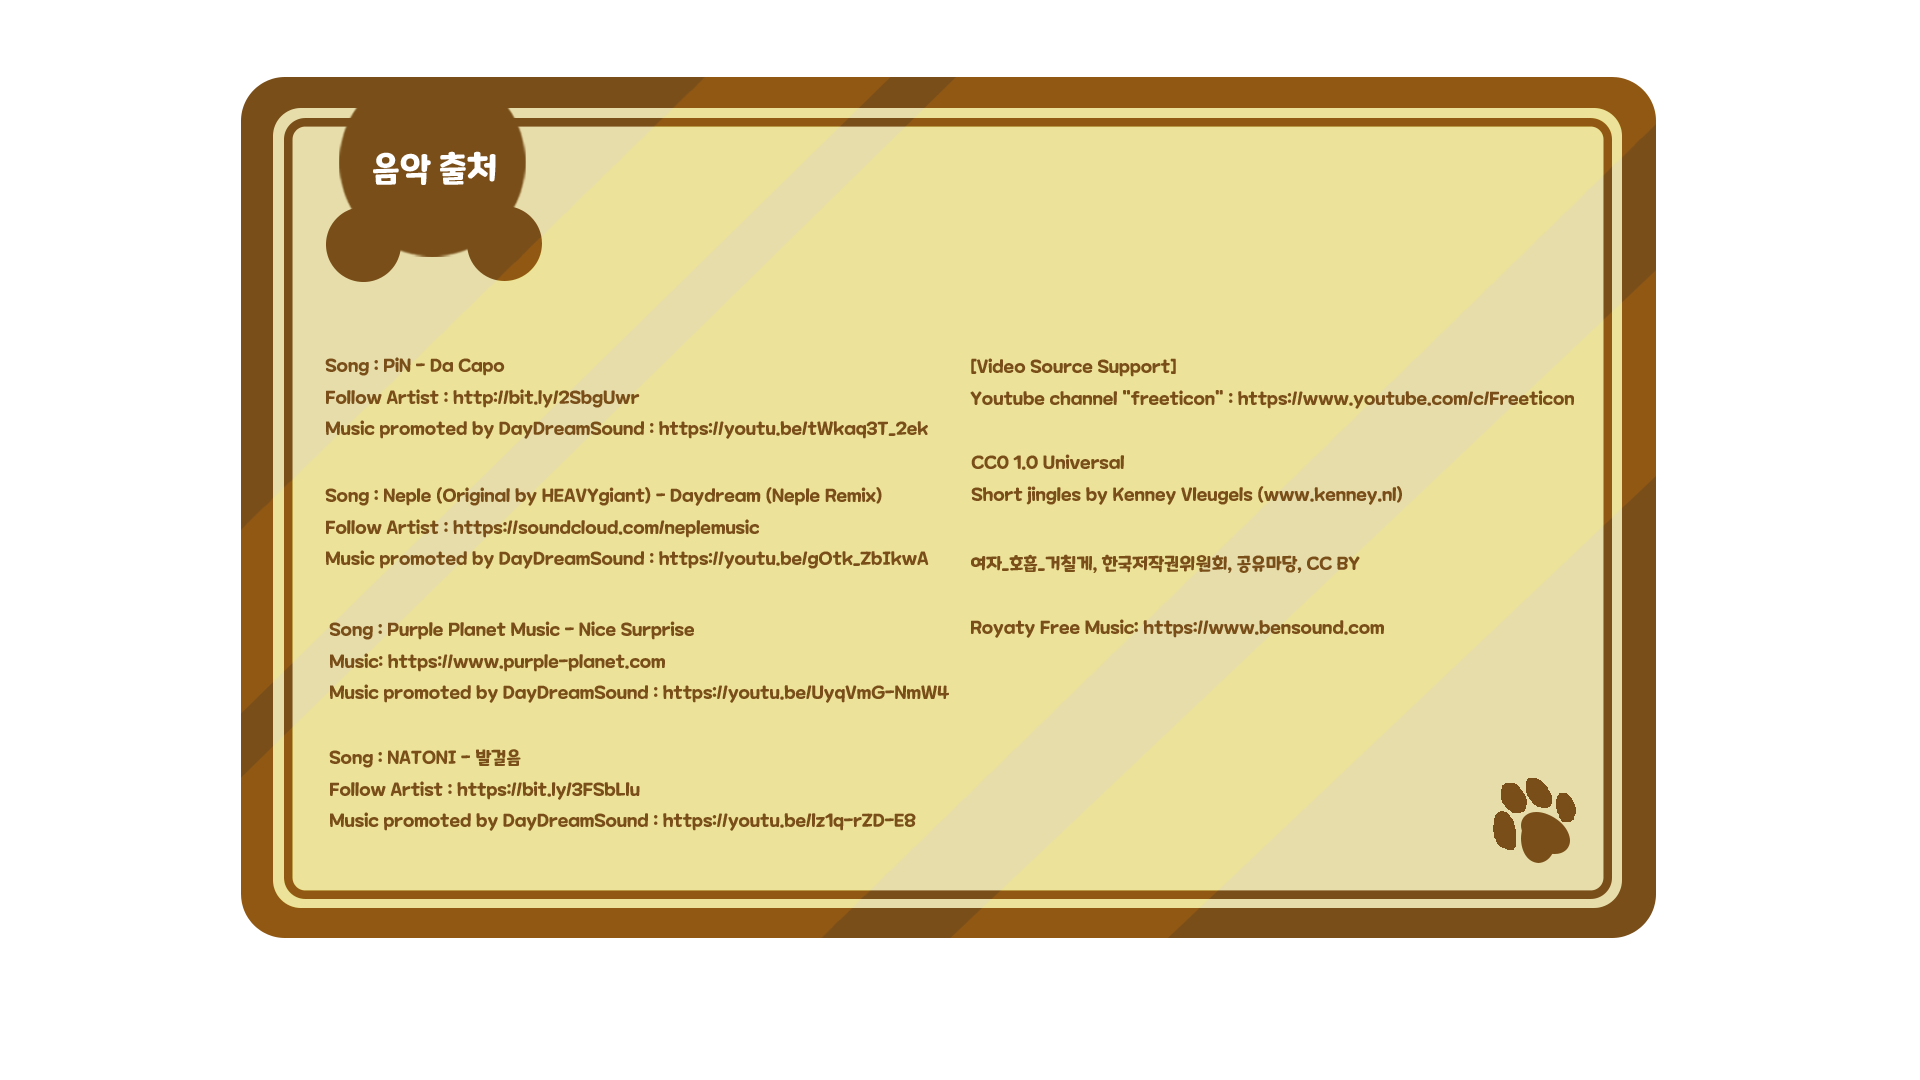 음악 출처
Song : PiN - Da Capo
Follow Artist : http://bit.ly/2SbgUwr
Music promoted by DayDreamSound : https://youtu.be/tWkaq3T_2ek
Song : Neple (Original by HEAVYgiant) - Daydream (Neple Remix)
Follow Artist : https://soundcloud.com/neplemusic
Music promoted by DayDreamSound : https://youtu.be/gOtk_ZbIkwA
Song : Purple Planet Music - Nice Surprise
Music: https://www.purple-planet.com
Music promoted by DayDreamSound : https://youtu.be/UyqVmG-NmW4
Song : NATONI - 발걸음
Follow Artist : https://bit.ly/3FSbLlu
Music promoted by DayDreamSound : https://youtu.be/lz1q-rZD-E8
[Video Source Support]
Youtube channel "freeticon" : https://www.youtube.com/c/Freeticon
CC0 1.0 Universal
Short jingles by Kenney Vleugels (www.kenney.nl)
여자_호흡_거칠게, 한국저작권위원회, 공유마당, CC BY
Royaty Free Music: https://www.bensound.com